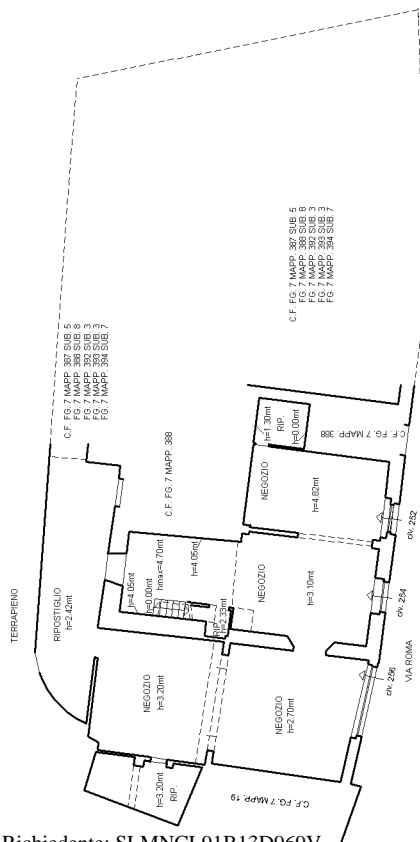 C.F. FG. 7 MAPP. 387 SUB. 5
FG. 7 MAPP. 388 SUB. 8
FG. 7 MAPP. 392 SUB. 3
FG. 7 MAPP. 393 SUB. 3
FG. 7 MAPP. 394 SUB. 7
C.F. FG. 7 MAPP. 387 SUB. 5
FG. 7 MAPP. 388 SUB. 8
FG. 7 MAPP. 392 SUB. 3
FG. 7 MAPP. 393 SUB. 3
FG. 7 MAPP. 394 SUB. 7
TERRAPIENO
RIPOSTIGLIO
h=2.42mt
C.F. FG. 7 MAPP. 388
h=1.30mt
RIP.
h=0.00mt
C.F. FG. 7 MAPP. 388
NEGOZIO
h=4.82mt
h=4.05mt
hmax=4.70mt
h=0.00mt
h=4.05mt
RIP.
h=2.33mt
NEGOZIO
h=3.10mt
NEGOZIO
h=3.20mt
NEGOZIO
h=2.70mt
h=3.20mt
RIP.
C.F. FG. 7 MAPP. 19
civ. 252
civ. 254
civ. 256
VIA ROMA